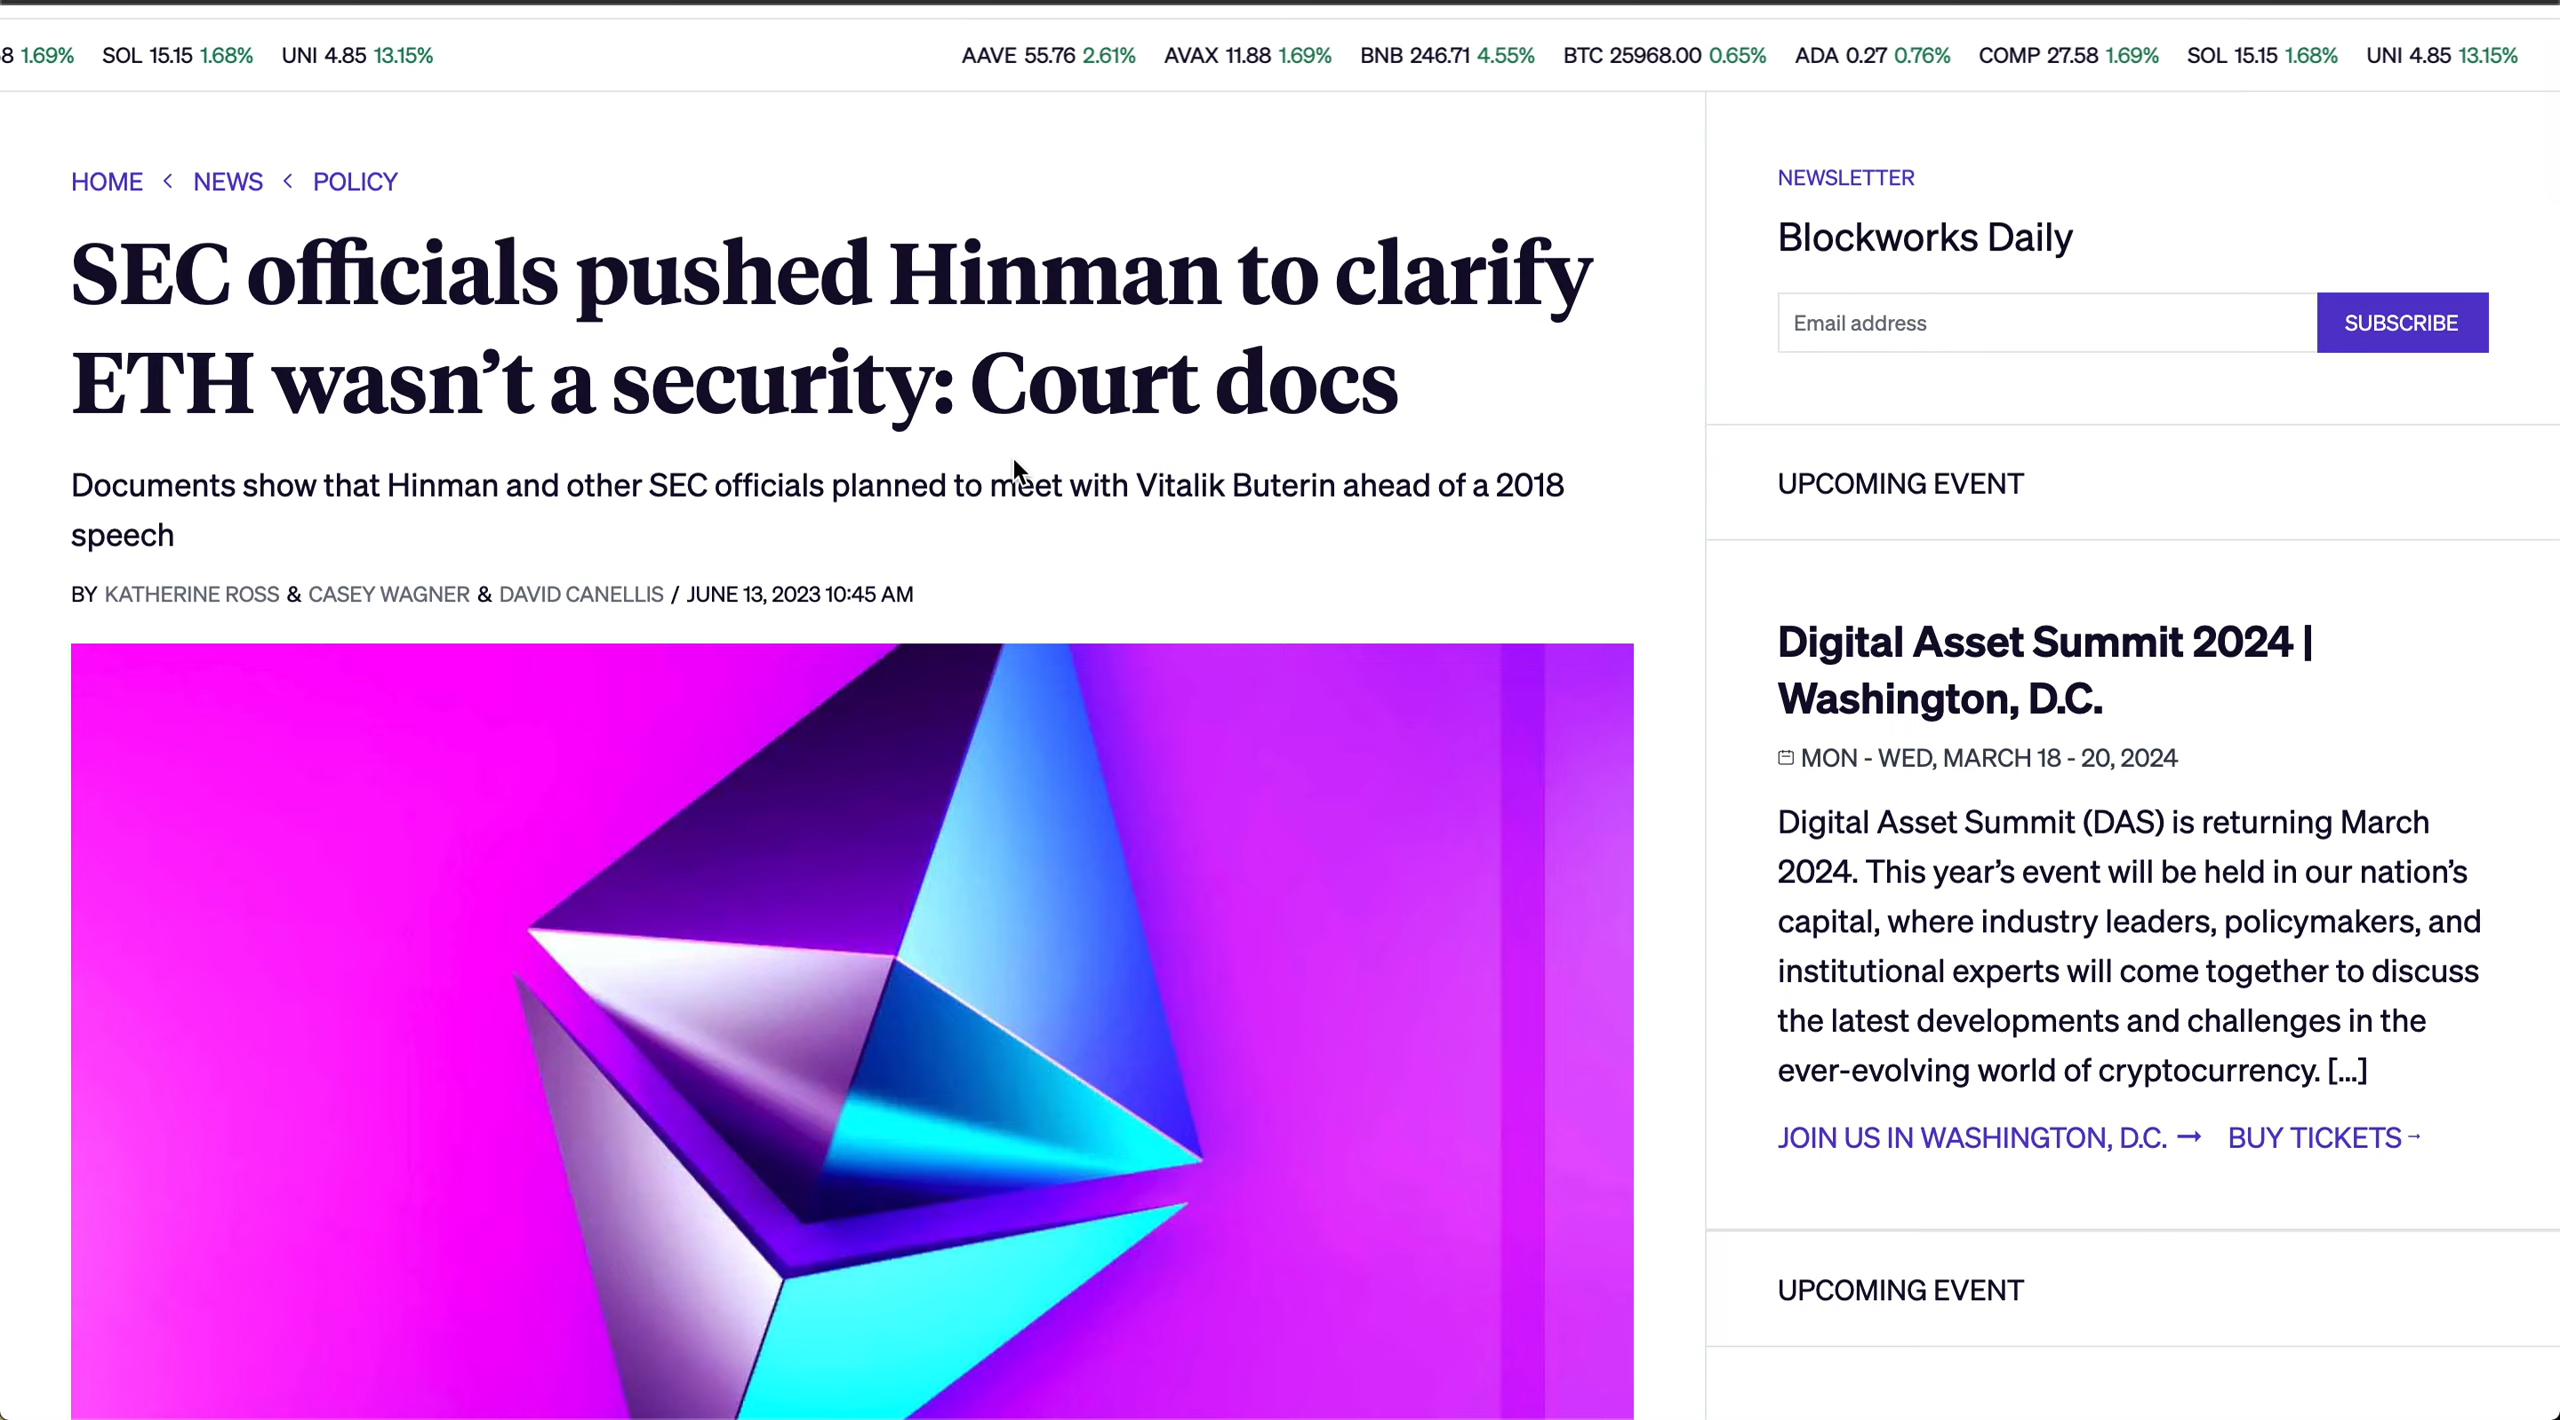 8 1.69% SOL 15.15 1.68% UNI 4.85 13.15% AAVE 55.76 2.61% AVAX 11.88 1.69% BNB 246.71 4.55% BTC 25968.00 0.65% ADA 0.27 0.76% COMP 27.58 1.69% SOL 15.15 1.68% UNI 4.85 13.15%
HOME < NEWS < POLICY
SEC officials pushed Hinman to clarify
ETH wasn’t a security: Court docs
Documents show that Hinman and other SEC officials planned to meet with Vitalik Buterin ahead of a 2018
speech
BY KATHERINE ROSS & CASEY WAGNER & DAVID CANELLIS / JUNE 13, 2023 10:45 AM
NEWSLETTER
Blockworks Daily
Email address
SUBSCRIBE
UPCOMING EVENT
Digital Asset Summit 2024 |
Washington, D.C.
MON - WED, MARCH 18 - 20, 2024
Digital Asset Summit (DAS) is returning March
2024. This year’s event will be held in our nation’s
capital, where industry leaders, policymakers, and
institutional experts will come together to discuss
the latest developments and challenges in the
ever-evolving world of cryptocurrency. [...]
JOIN US IN WASHINGTON, D.C. → BUY TICKETS →
UPCOMING EVENT